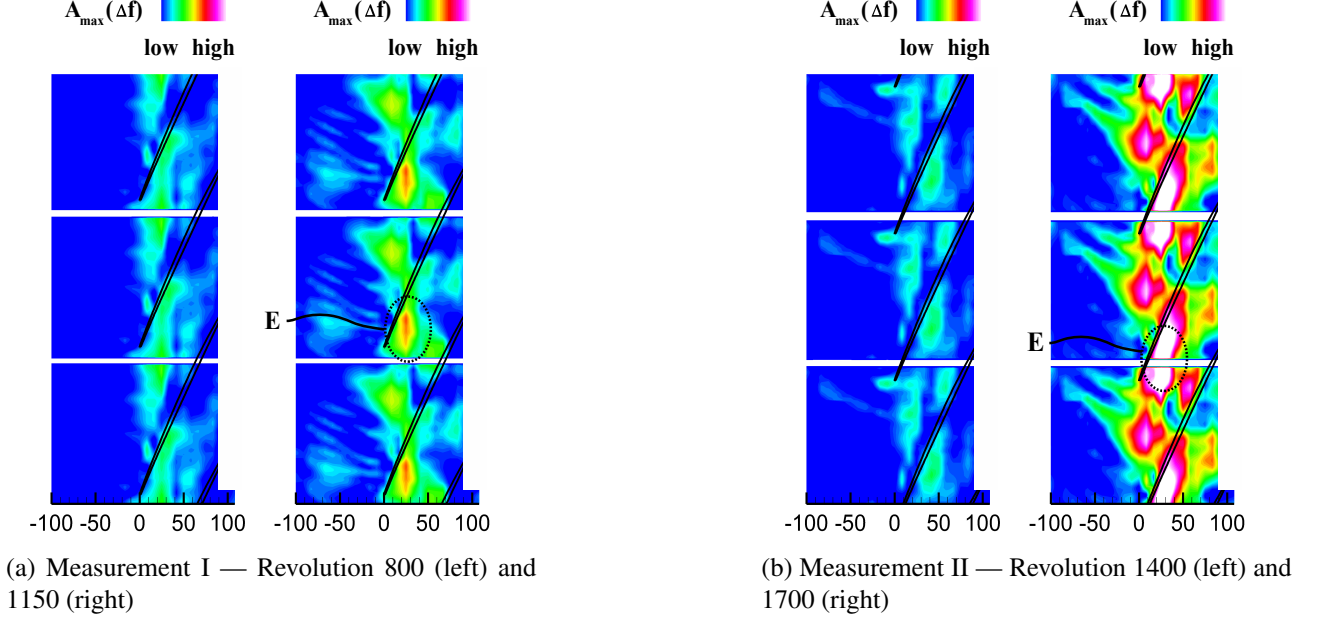 A_max(Δf) A_max(Δf) A_max(Δf) A_max(Δf)
low high low high low high low high
E E
-100 -50 0 50 100 -100 -50 0 50 100 -100 -50 0 50 100 -100 -50 0 50 100
(a) Measurement I — Revolution 800 (left) and
1150 (right)
(b) Measurement II — Revolution 1400 (left) and
1700 (right)